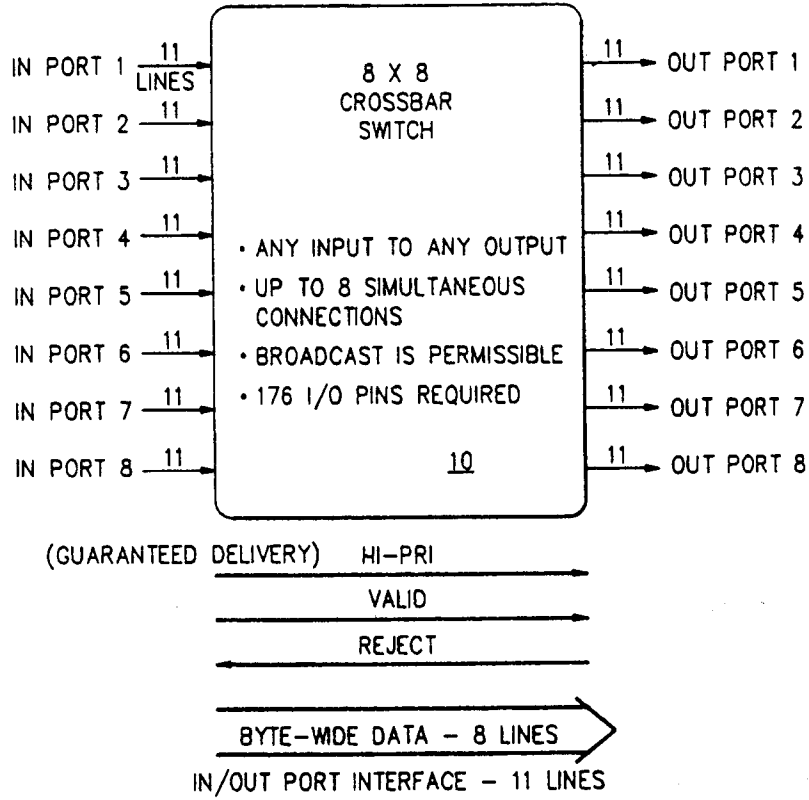 IN PORT 1 11 LINES
IN PORT 2 11
IN PORT 3 11
IN PORT 4 11
IN PORT 5 11
IN PORT 6 11
IN PORT 7 11
IN PORT 8 11
8 X 8
CROSSBAR
SWITCH
• ANY INPUT TO ANY OUTPUT
• UP TO 8 SIMULTANEOUS
CONNECTIONS
• BROADCAST IS PERMISSIBLE
• 176 I/O PINS REQUIRED
10
11 OUT PORT 1
11 OUT PORT 2
11 OUT PORT 3
11 OUT PORT 4
11 OUT PORT 5
11 OUT PORT 6
11 OUT PORT 7
11 OUT PORT 8
(GUARANTEED DELIVERY) HI-PRI
VALID
REJECT
BYTE-WIDE DATA - 8 LINES
IN/OUT PORT INTERFACE - 11 LINES